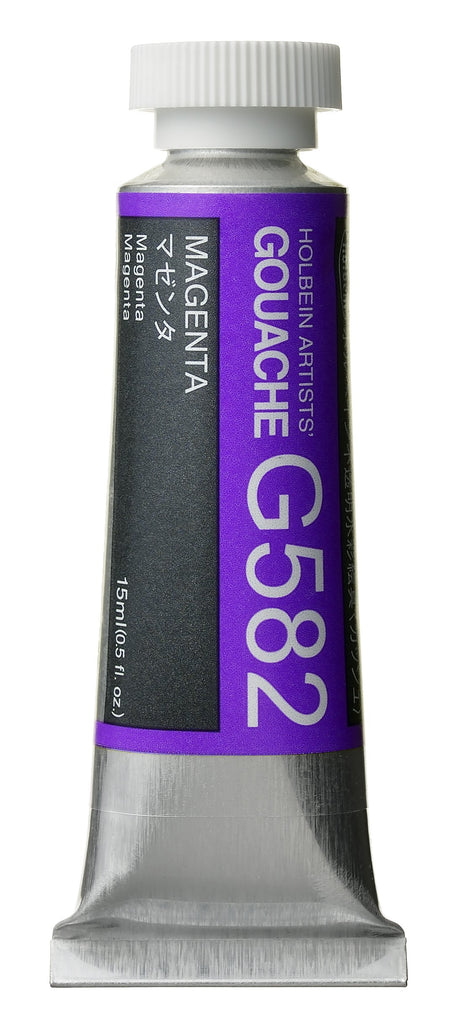 HOLBEIN ARTISTS'
GOUACHE G582
MAGENTA
マゼンタ
Magenta
Magenta
15ml(0.5 fl. oz.)